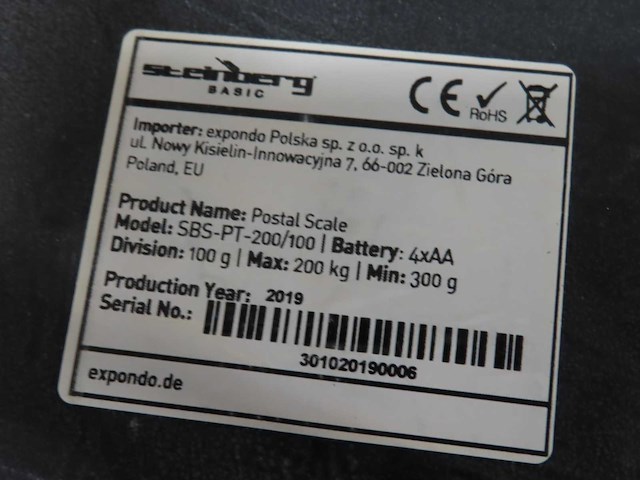 steinberg
BASIC
CE RoHS
Importer: expondo Polska sp. z o.o. sp. k
ul. Nowy Kisielin-Innowacyjna 7, 66-002 Zielona Góra
Poland, EU
Product Name: Postal Scale
Model: SBS-PT-200/100 | Battery: 4xAA
Division: 100 g | Max: 200 kg | Min: 300 g
Production Year: 2019
Serial No.:
301020190006
expondo.de